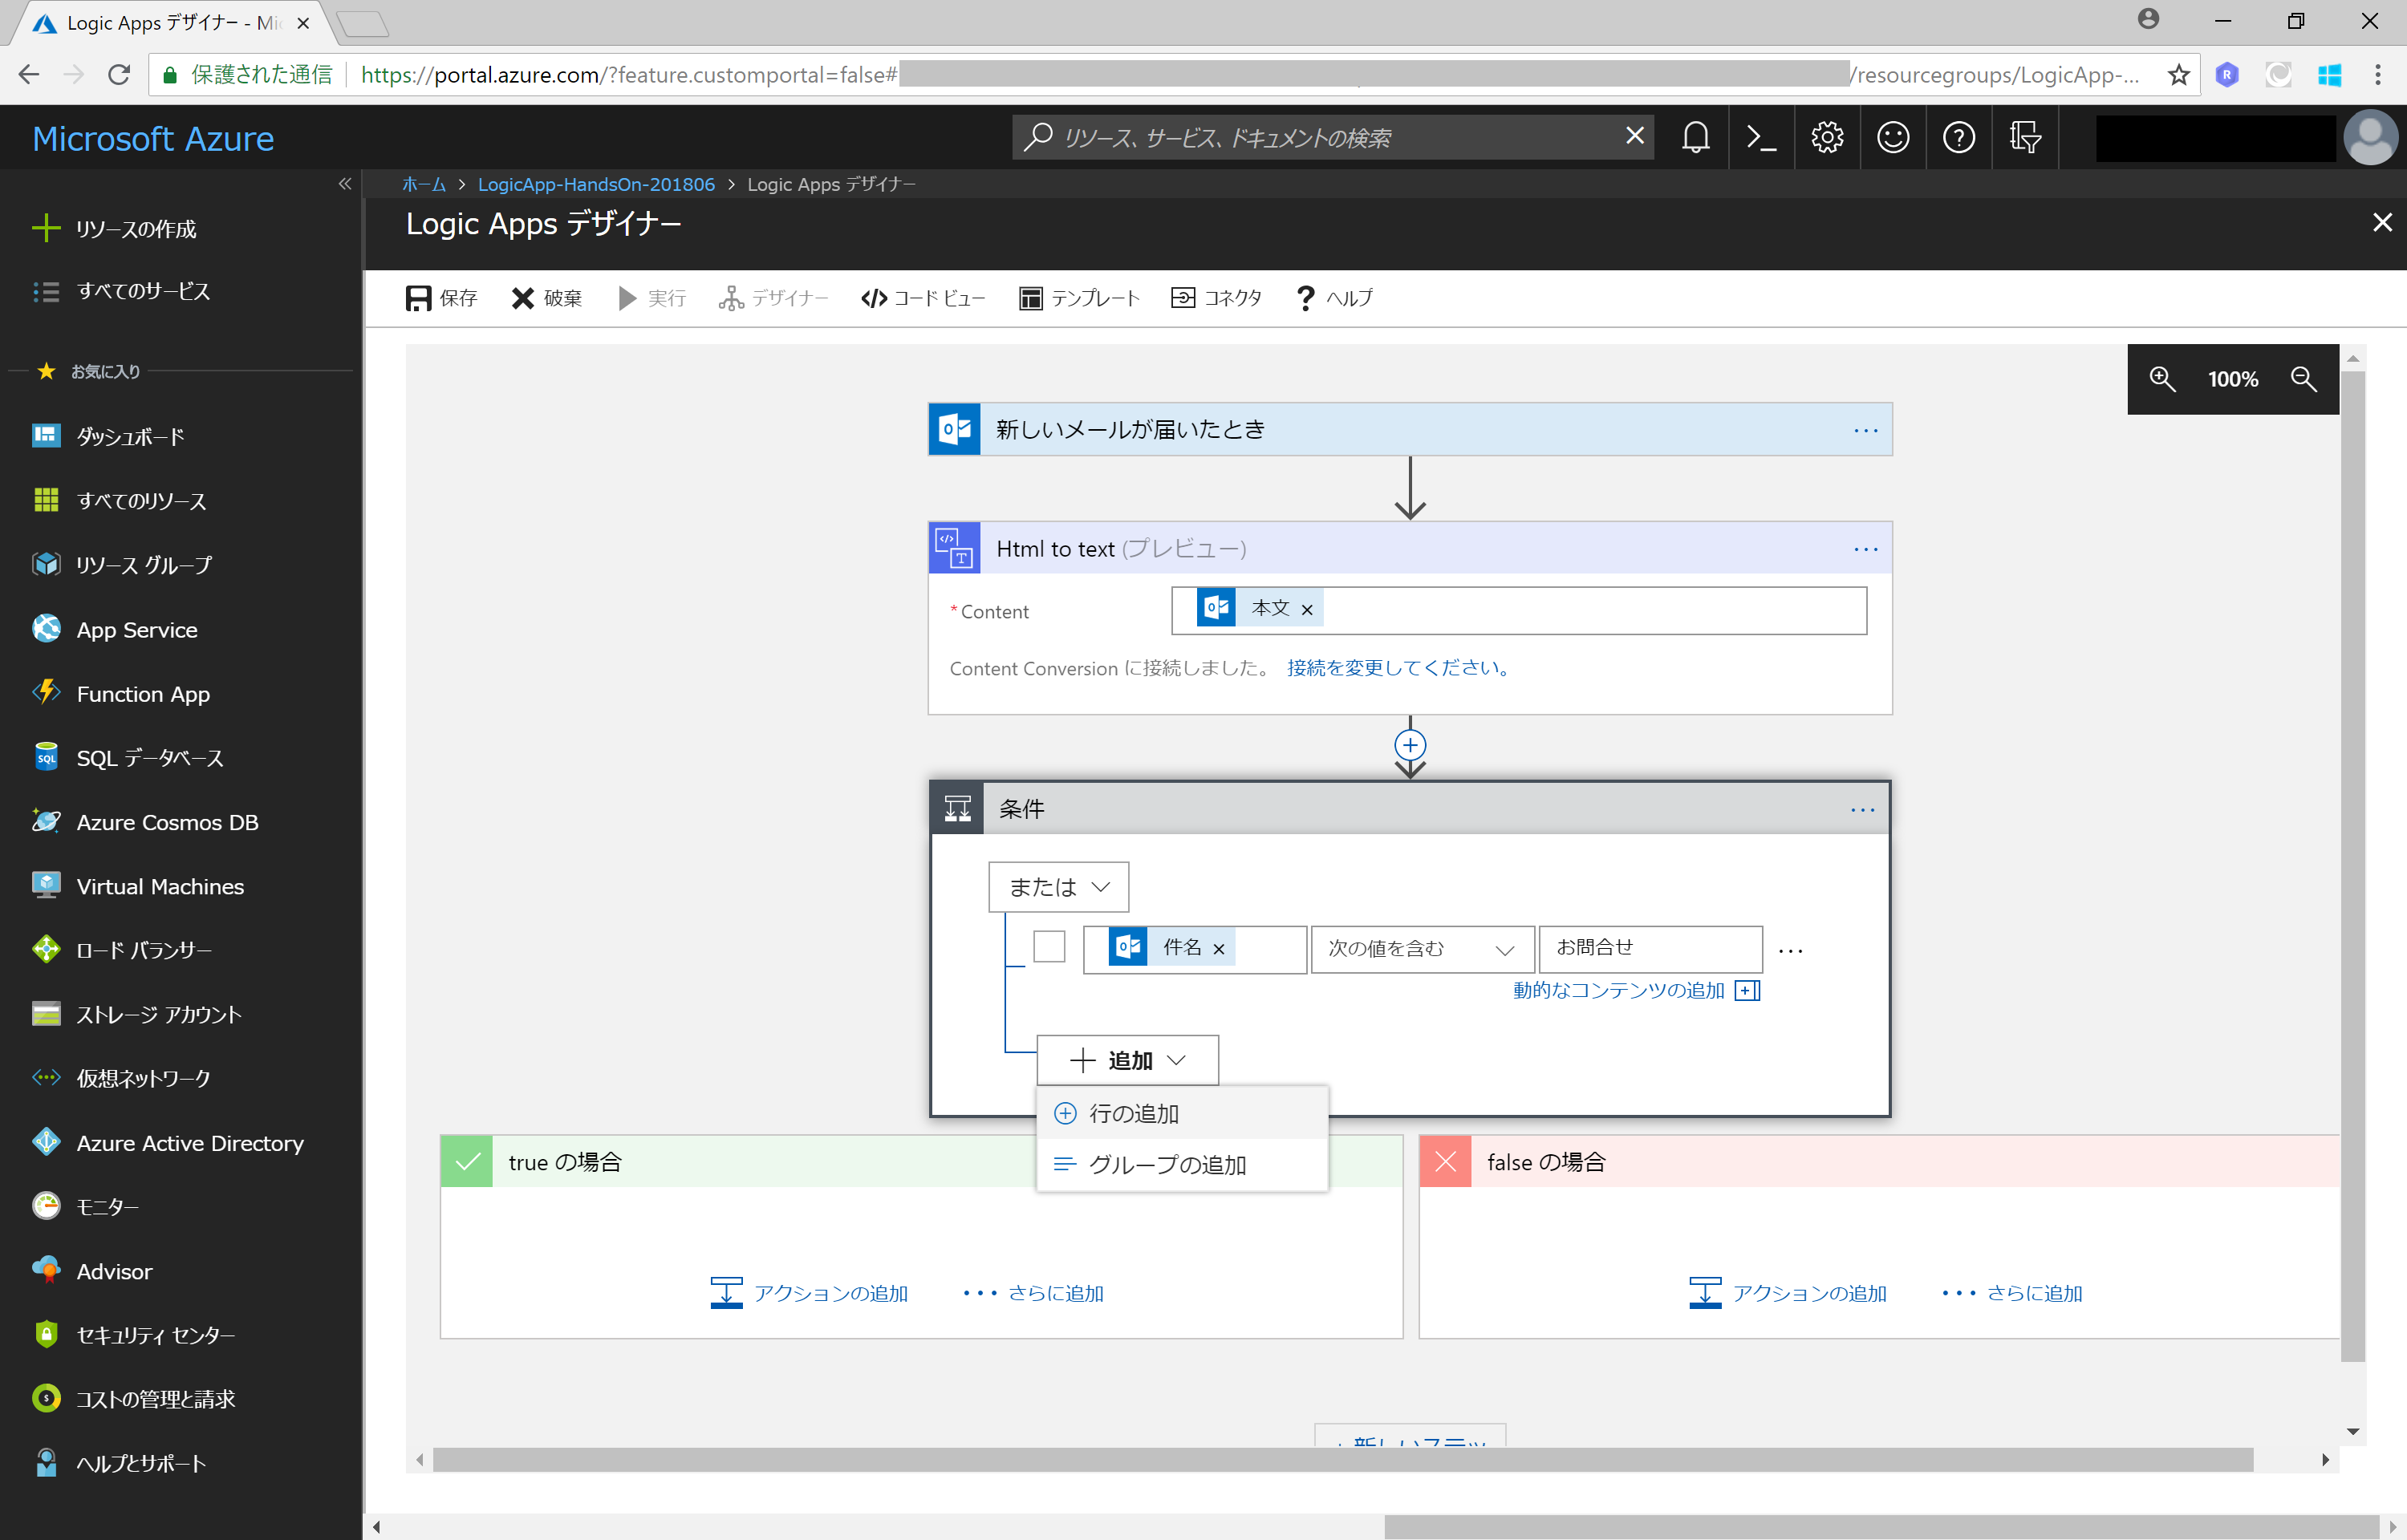 Logic Apps デザイナー - Mic
保護された通信
https://portal.azure.com/?feature.customportal=false#
/resourcegroups/LogicApp-...
Microsoft Azure
リソース、サービス、ドキュメントの検索
ホーム > LogicApp-HandsOn-201806 > Logic Apps デザイナー
Logic Apps デザイナー
リソースの作成
すべてのサービス
お気に入り
ダッシュボード
すべてのリソース
リソース グループ
App Service
Function App
SQL データベース
Azure Cosmos DB
Virtual Machines
ロード バランサー
ストレージ アカウント
仮想ネットワーク
Azure Active Directory
モニター
Advisor
セキュリティ センター
コストの管理と請求
ヘルプとサポート
保存 破棄 実行 デザイナー コード ビュー テンプレート コネクタ ヘルプ
100%
新しいメールが届いたとき
Html to text (プレビュー)
* Content
本文
Content Conversion に接続しました。 接続を変更してください。
条件
または
件名 次の値を含む お問合せ
動的なコンテンツの追加
追加
行の追加
グループの追加
true の場合
アクションの追加 さらに追加
false の場合
アクションの追加 さらに追加
+ 新しいステッ